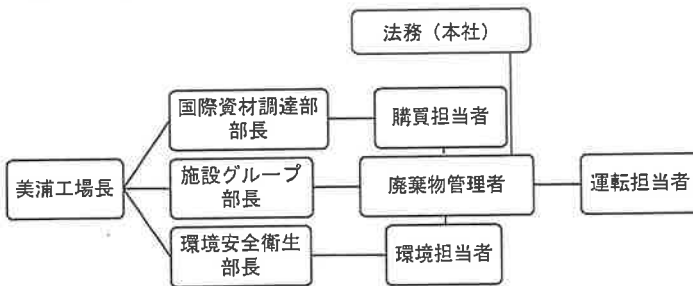 法務（本社）
国際資材調達部
部長
購買担当者
美浦工場長
施設グループ
部長
廃棄物管理者
運転担当者
環境安全衛生
部長
環境担当者